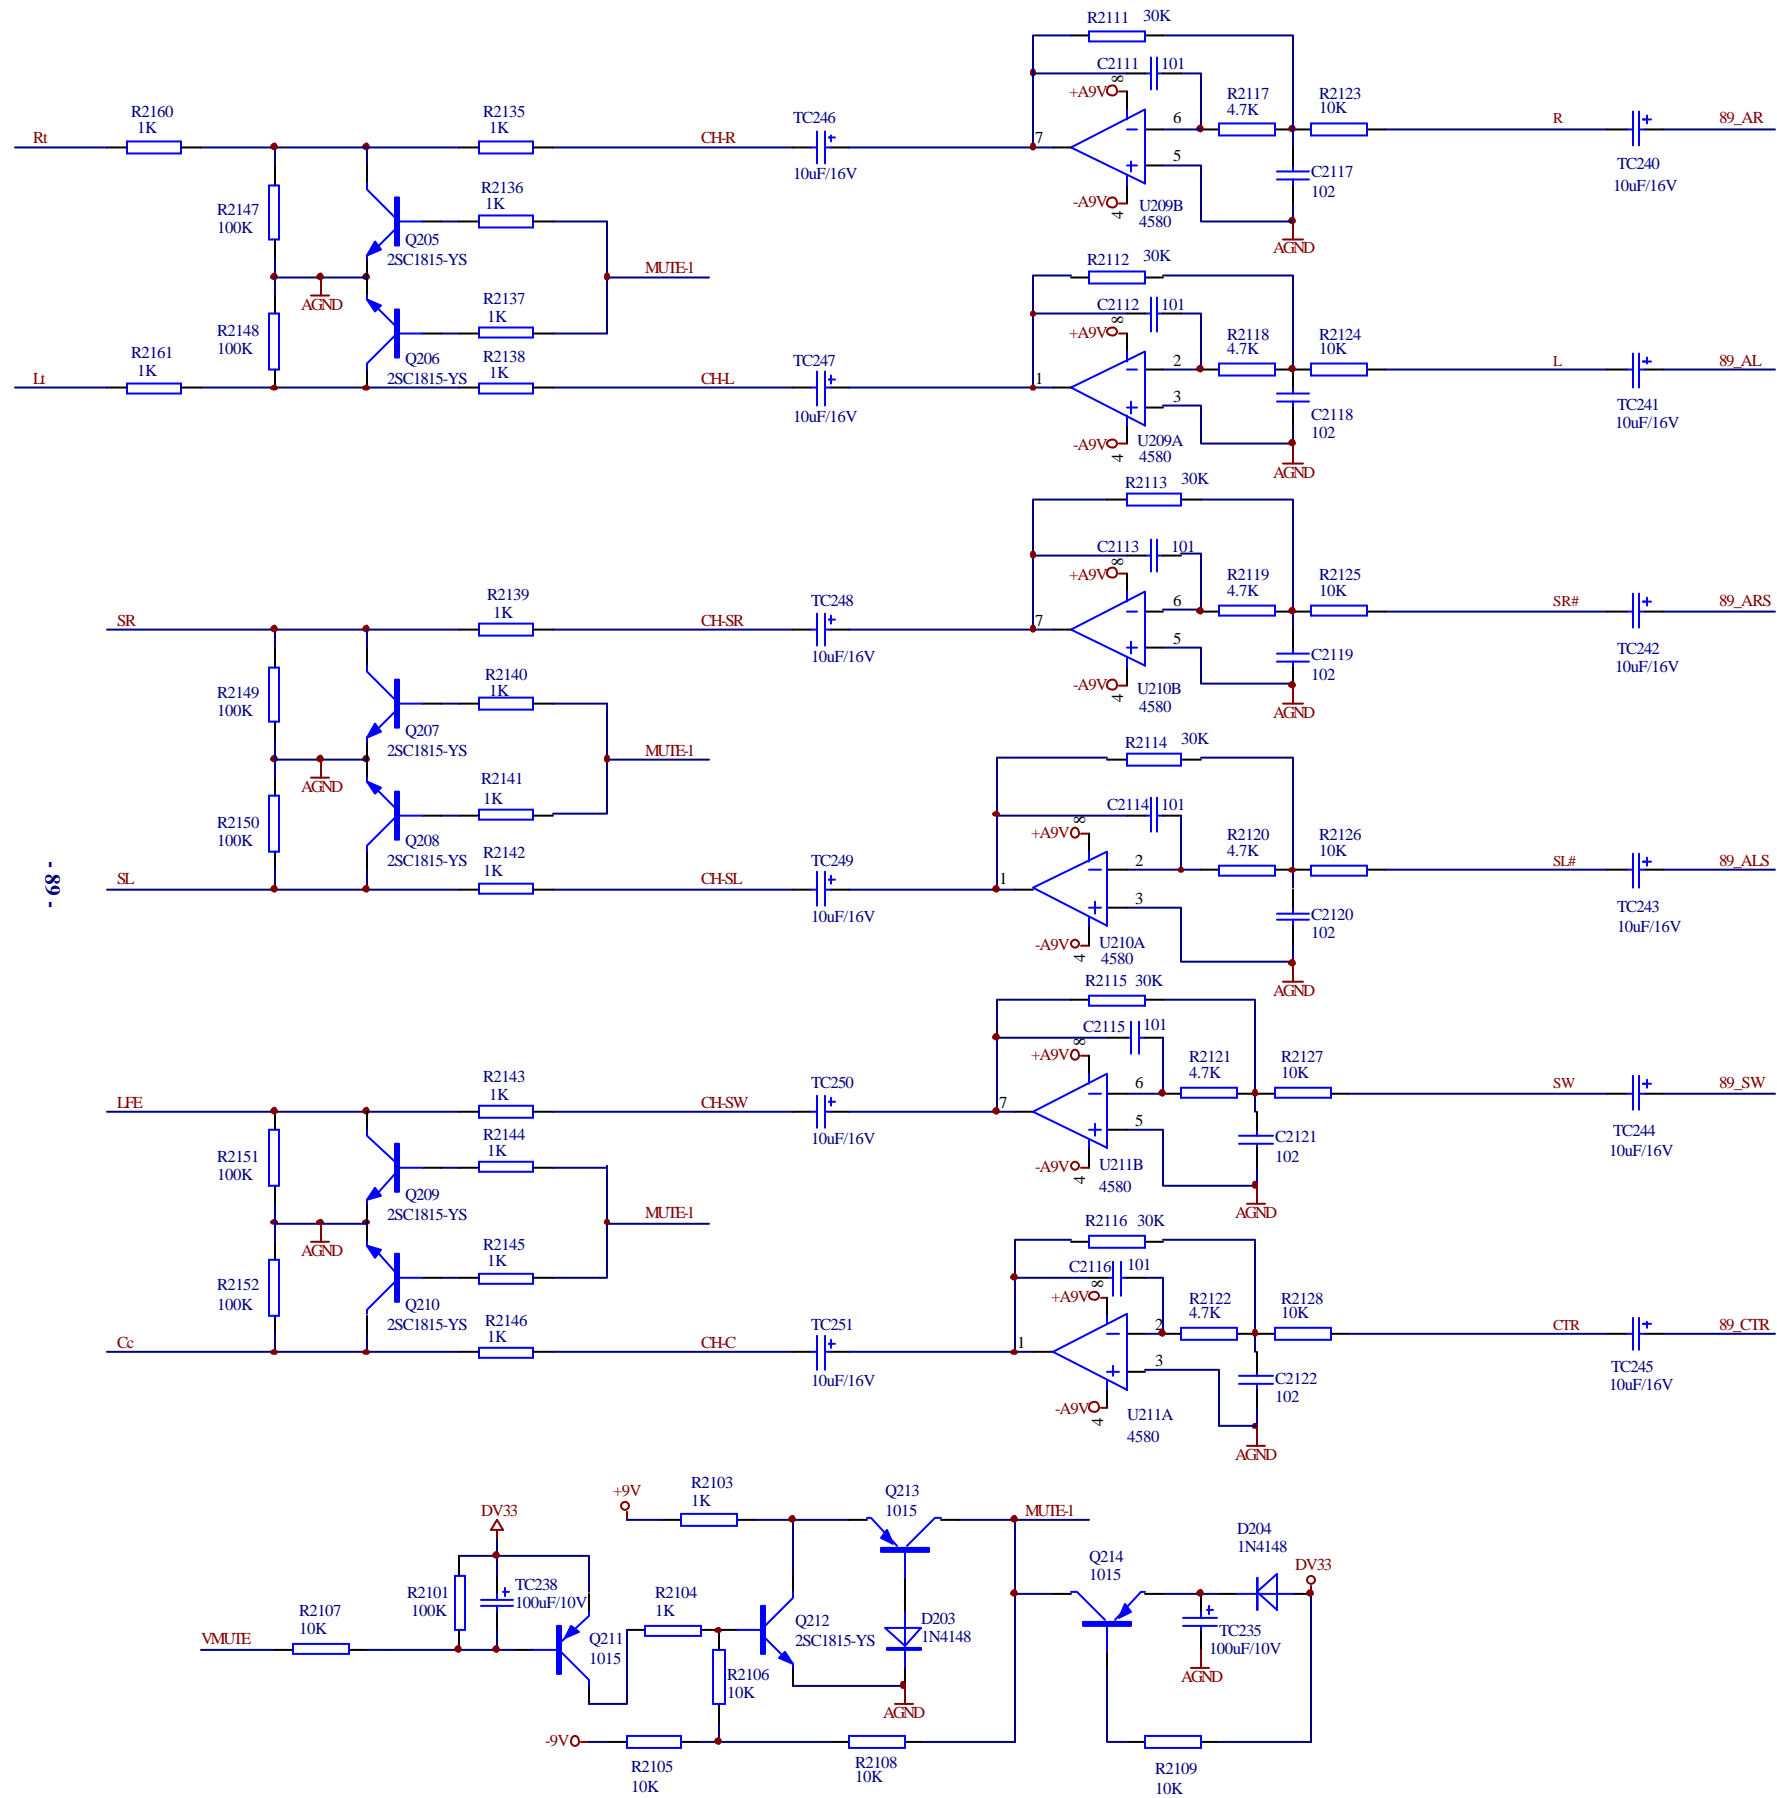 R2111 30K
C2111 101
+A9V 8
R2160
1K
R2135
1K
TC246
R2117
4.7K
R2123
10K
Rt
CH-R
7
6
5
R
89_AR
10uF/16V
TC240
10uF/16V
C2117
102
R2136
1K
R2147
100K
-A9V 4
U209B
4580
Q205
2SC1815-YS
AGND
MUTE-1
R2112 30K
AGND
R2137
1K
C2112 101
+A9V 8
R2148
100K
R2118
4.7K
R2124
10K
R2161
1K
Q206
2SC1815-YS
R2138
1K
TC247
Lt
CH-L
1
2
3
L
89_AL
10uF/16V
TC241
10uF/16V
C2118
102
-A9V 4
U209A
4580
AGND
R2113 30K
C2113 101
+A9V 8
R2139
1K
TC248
R2119
4.7K
R2125
10K
SR
CH-SR
7
6
5
SR#
89_ARS
10uF/16V
TC242
10uF/16V
C2119
102
R2140
1K
R2149
100K
-A9V 4
U210B
4580
Q207
2SC1815-YS
AGND
MUTE-1
R2114 30K
AGND
R2141
1K
C2114 101
+A9V 8
R2150
100K
R2120
4.7K
R2126
10K
Q208
2SC1815-YS
R2142
1K
TC249
- 89 -
SL
CH-SL
1
2
3
SL#
89_ALS
10uF/16V
TC243
10uF/16V
C2120
102
-A9V 4
U210A
4580
AGND
R2115 30K
C2115 101
+A9V 8
R2143
1K
TC250
R2121
4.7K
R2127
10K
LFE
CH-SW
7
6
5
SW
89_SW
10uF/16V
TC244
10uF/16V
C2121
102
R2144
1K
R2151
100K
-A9V 4
U211B
4580
Q209
2SC1815-YS
AGND
MUTE-1
R2116 30K
AGND
R2145
1K
C2116 101
+A9V 8
R2152
100K
R2122
4.7K
R2128
10K
Q210
2SC1815-YS
R2146
1K
TC251
Cc
CH-C
1
2
3
CTR
89_CTR
10uF/16V
TC245
10uF/16V
C2122
102
-A9V 4
U211A
4580
AGND
+9V
R2103
1K
Q213
1015
MUTE-1
DV33
D204
1N4148
Q214
1015
DV33
R2101
100K
TC238
100uF/10V
R2104
1K
R2107
10K
VMUTE
Q211
1015
Q212
2SC1815-YS
D203
1N4148
TC235
100uF/10V
R2106
10K
AGND
AGND
-9V
R2105
10K
R2108
10K
R2109
10K